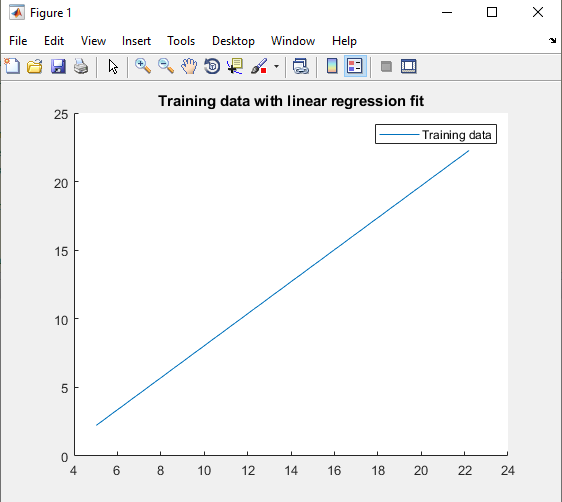 Figure 1
File Edit View Insert Tools Desktop Window Help
Training data with linear regression fit
Training data
25
20
15
10
5
0
4 6 8 10 12 14 16 18 20 22 24